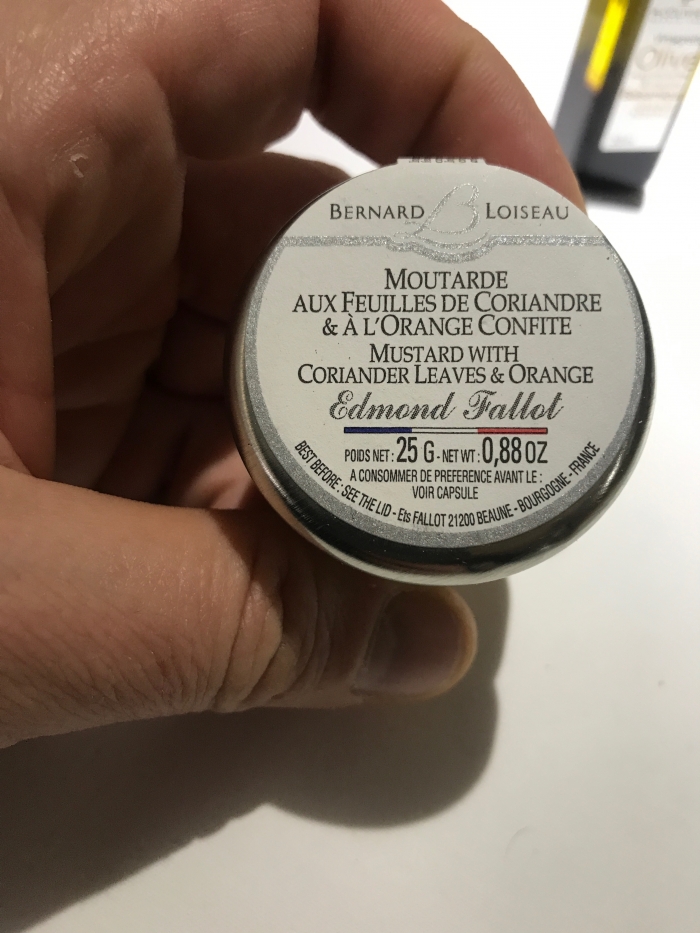 BERNARD LOISEAU
MOUTARDE
AUX FEUILLES DE CORIANDRE
& À L'ORANGE CONFITE
MUSTARD WITH
CORIANDER LEAVES & ORANGE
Edmond Fallot
POIDS NET : 25 G - NET WT : 0,88 OZ
A CONSOMMER DE PREFERENCE AVANT LE :
VOIR CAPSULE
BEST BEFORE : SEE THE LID - Ets FALLOT 21200 BEAUNE - BOURGOGNE - FRANCE
Olive